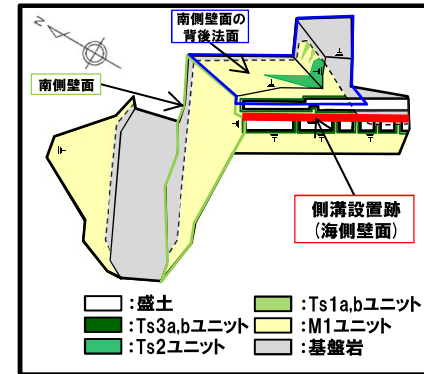 N
南側壁面の
背後法面
南側壁面
側溝設置跡
(海側壁面)
:盛土
:Ts1a,bユニット
:Ts3a,bユニット
:M1ユニット
:Ts2ユニット
:基盤岩